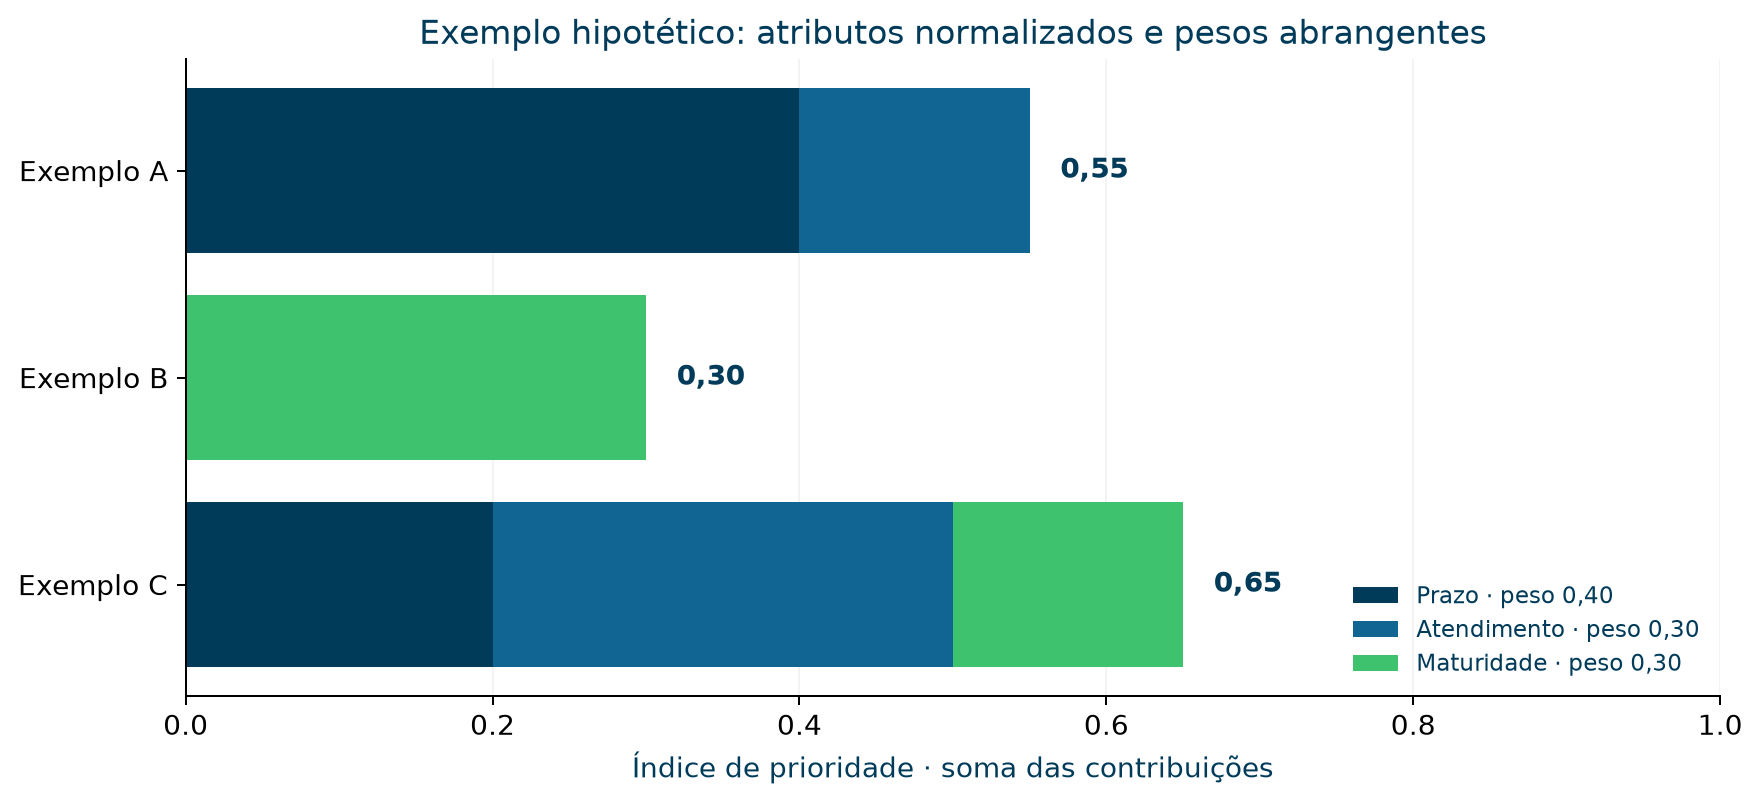 Exemplo hipotético: atributos normalizados e pesos abrangentes
Exemplo A
0,55
Exemplo B
0,30
Exemplo C
0,65
Prazo · peso 0,40
Atendimento · peso 0,30
Maturidade · peso 0,30
0.0 0.2 0.4 0.6 0.8 1.0
Índice de prioridade · soma das contribuições